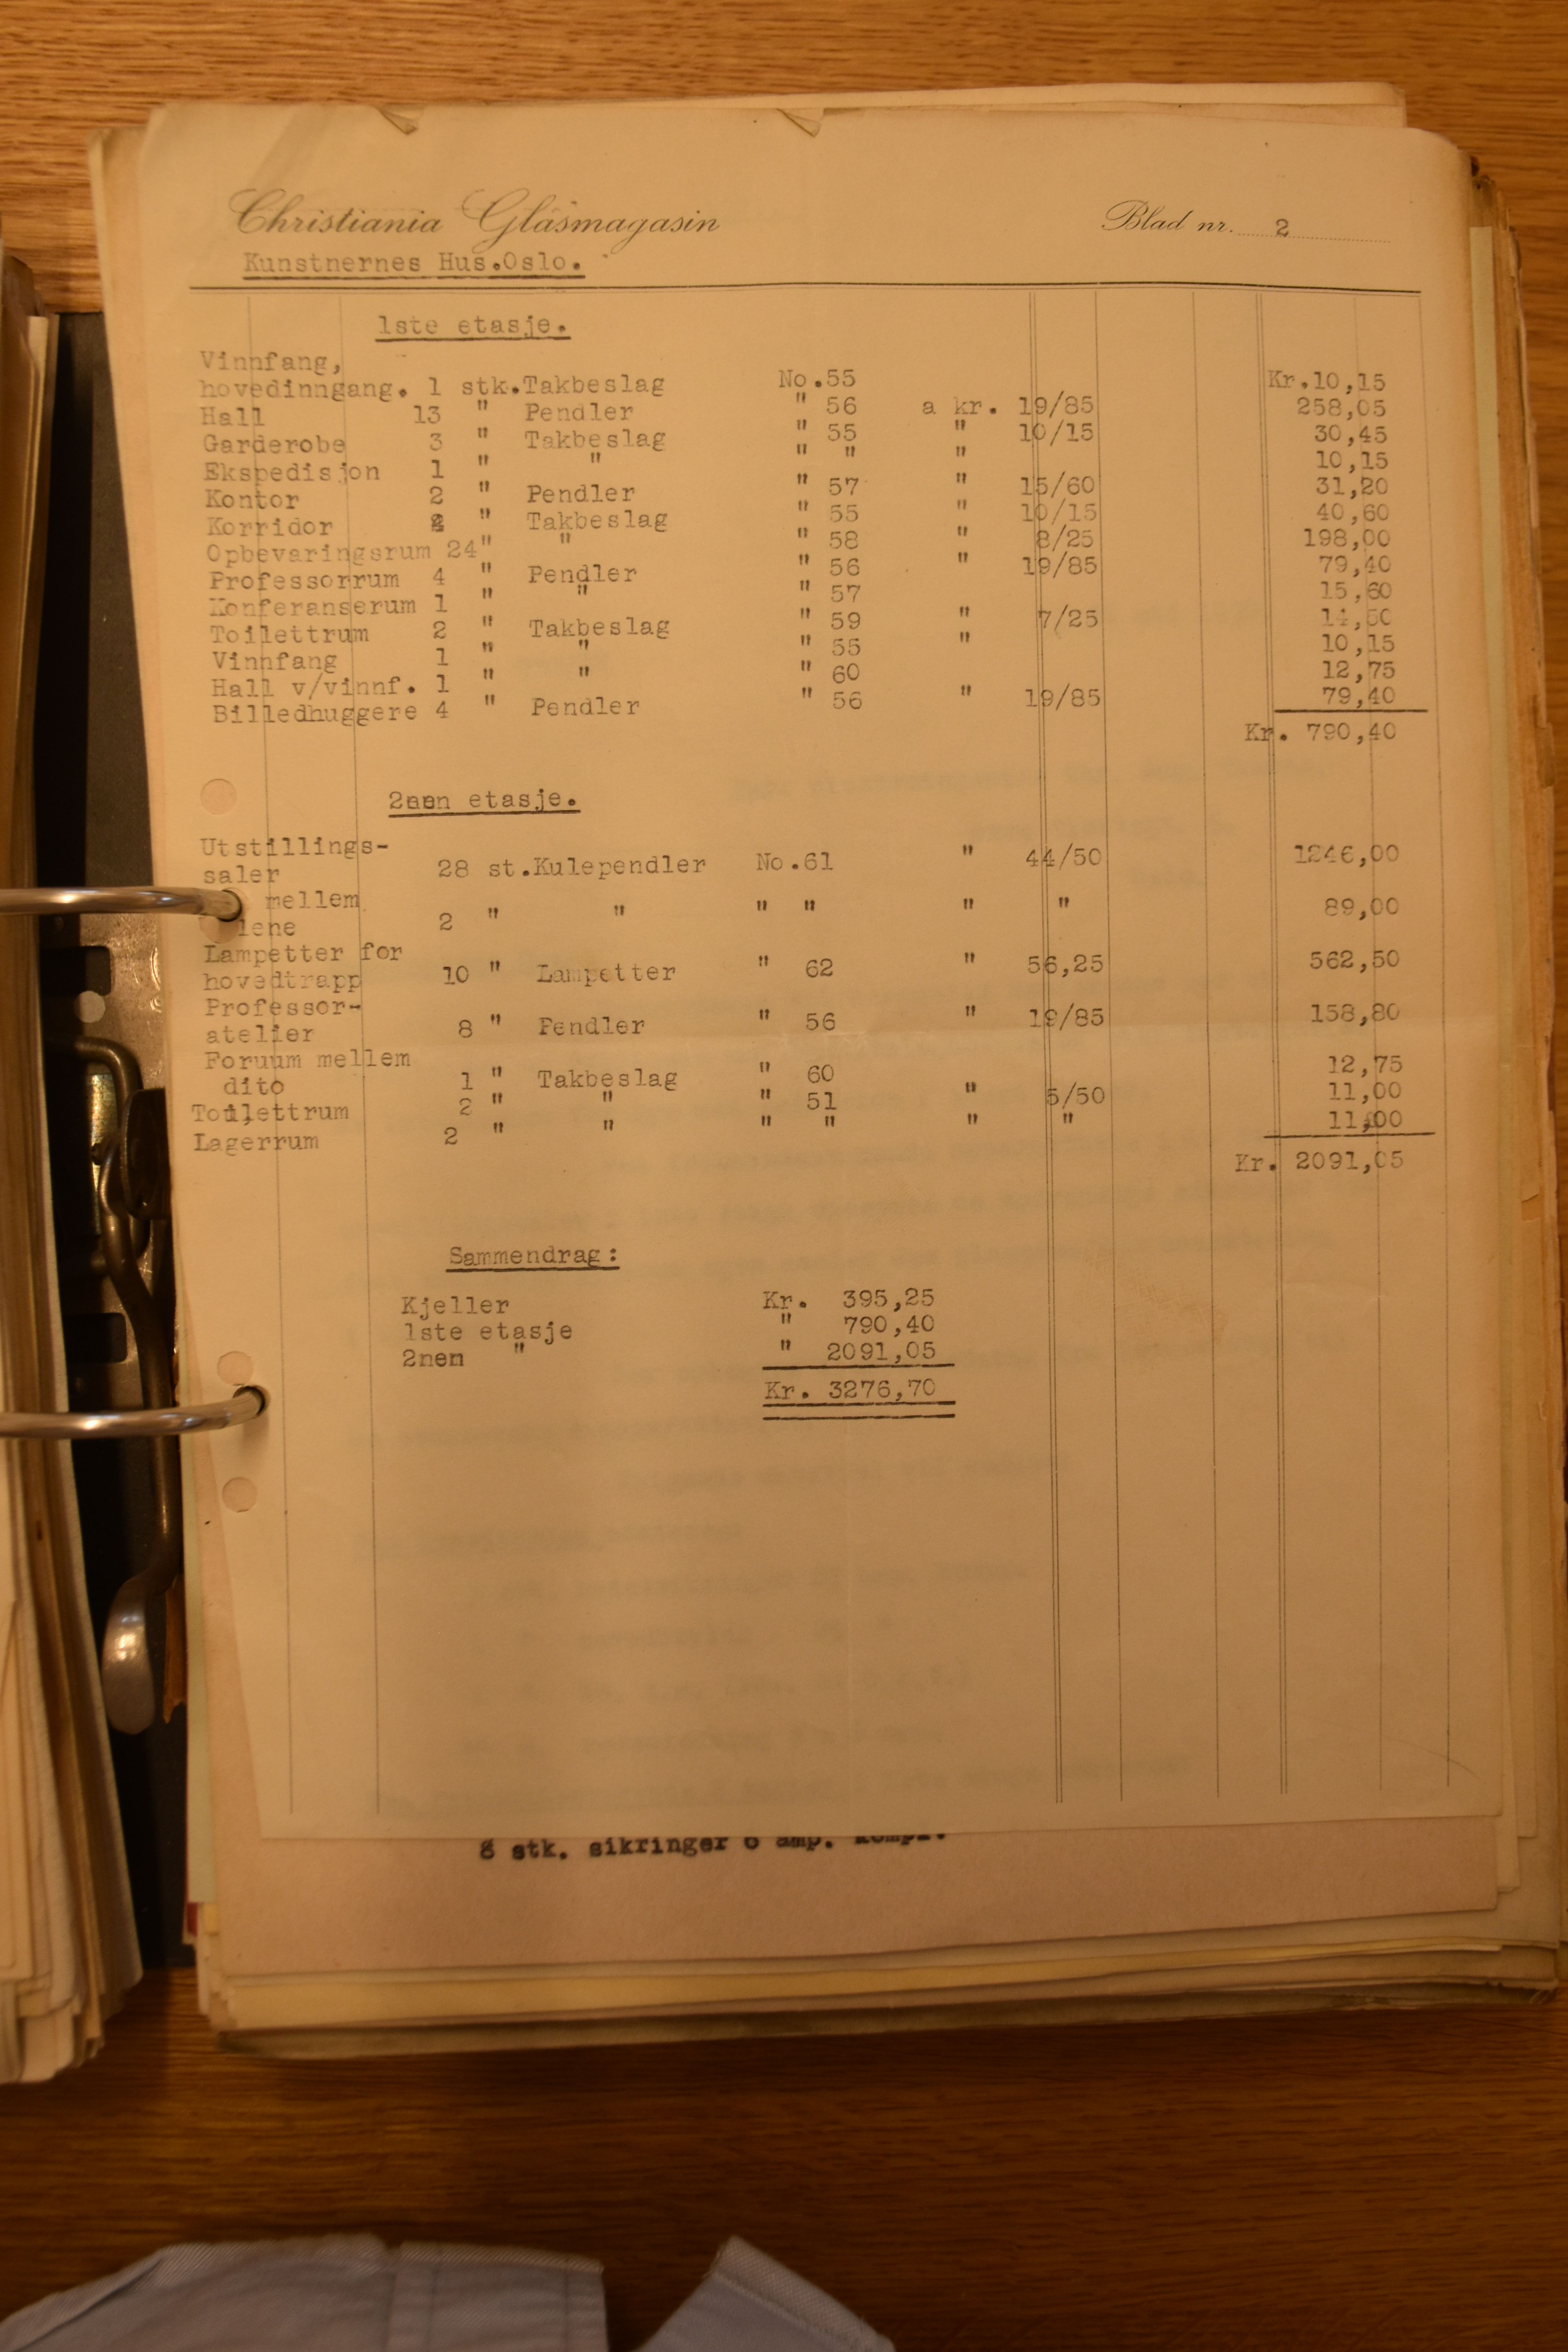 Christiania Glasmagasin Blad nr. 2
Kunstnernes Hus.Oslo.
1ste etasje.
Vinnfang,
hovedinngang. 1 stk.Takbeslag No.55 Kr.10,15
Hall 13 " Pendler " 56 a kr. 19/85 258,05
Garderobe 3 " Takbeslag " 55 " 10/15 30,45
Ekspedisjon 1 " " " " " 10,15
Kontor 2 " Pendler " 57 " 15/60 31,20
Korridor " Takbeslag " 55 " 10/15 40,60
Opbevaringsrum 24" " " 58 " 8/25 198,00
Professorrum 4 " Pendler " 56 " 19/85 79,40
Konferanserum 1 " " " 57 15,60
Toilettrum 2 " Takbeslag " 59 " 7/25 14,50
Vinnfang 1 " " " 55 " 10,15
Hall v/vinnf. 1 " " " 60 12,75
Billedhuggere 4 " Pendler " 56 " 19/85 79,40
Kr. 790,40
etasje.
Utstillings-
saler 28 st.Kulependler No.61 " 44/50 1246,00
mellem
lene 2 " " " " " " 89,00
Lampetter for
hovedtrapp 10 " Lampetter " 62 " 56,25 562,50
Professor-
atelier 8 " Pendler " 56 " 19/85 158,80
Foruum mellem
dito 1 " Takbeslag " 60 12,75
Toilettrum 2 " " " 51 " 5/50 11,00
Lagerrum 2 " " " " " " 11,00
Kr. 2091,05
Sammendrag:
Kjeller Kr. 395,25
1ste etasje " 790,40
2nen " " 2091,05
Kr. 3276,70
8 stk. sikringer 6 amp. kompl.